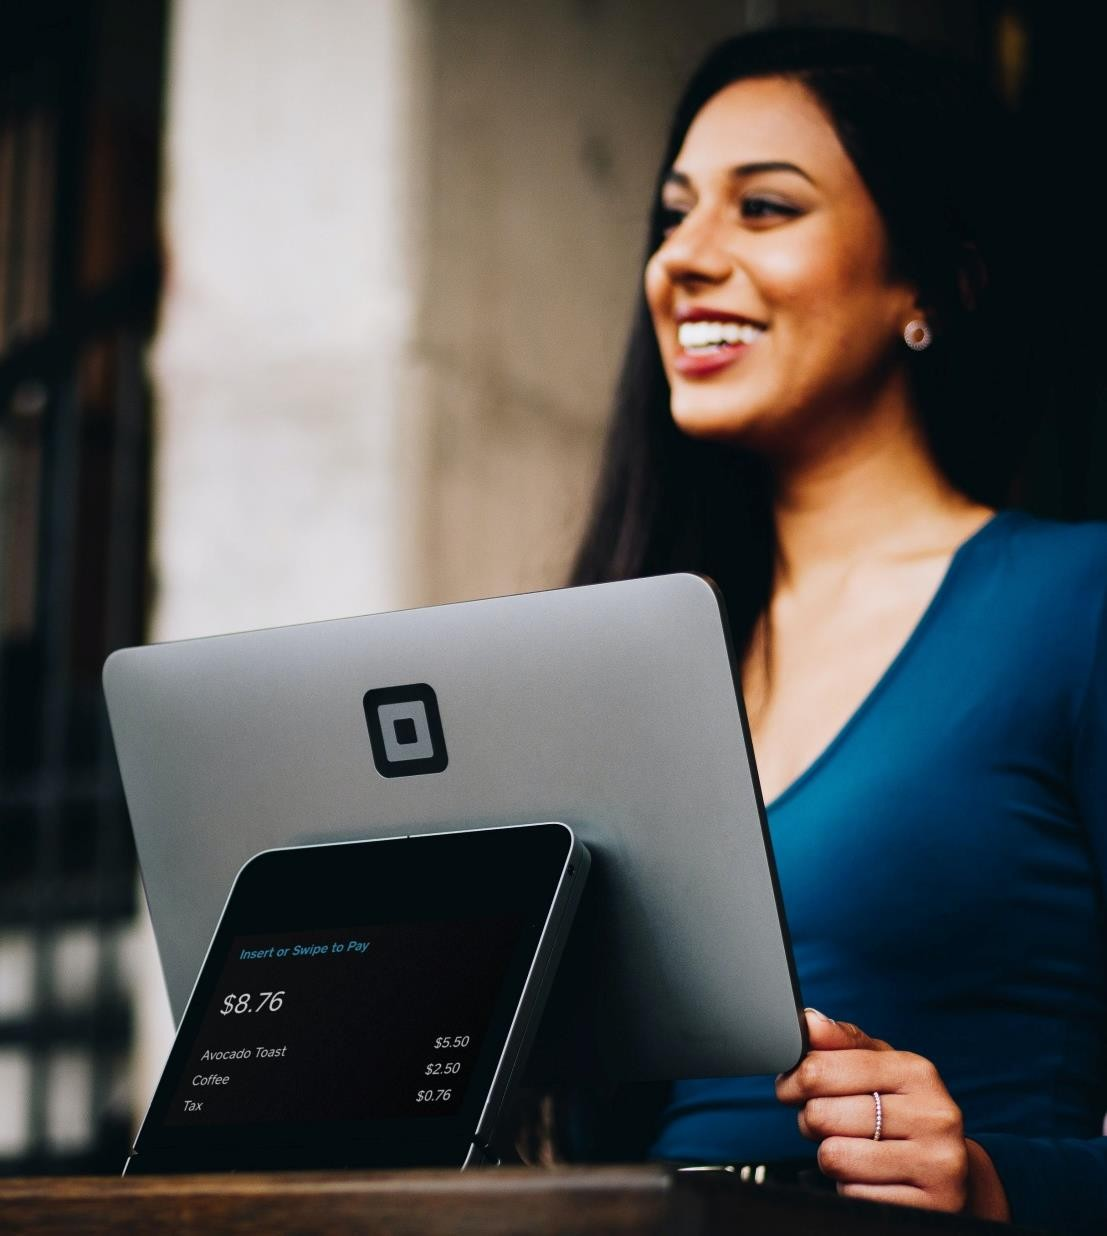 Insert or Swipe to Pay
$8.76
Avocado Toast $5.50
Coffee $2.50
Tax $0.76